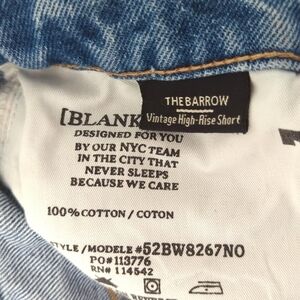 THE BARROW
Vintage High-Rise Short
[BLANK
DESIGNED FOR YOU
BY OUR NYC TEAM
IN THE CITY THAT
NEVER SLEEPS
BECAUSE WE CARE
100% COTTON / COTON
STYLE / MODELE #52BW8267NO
PO# 113776
RN# 114542